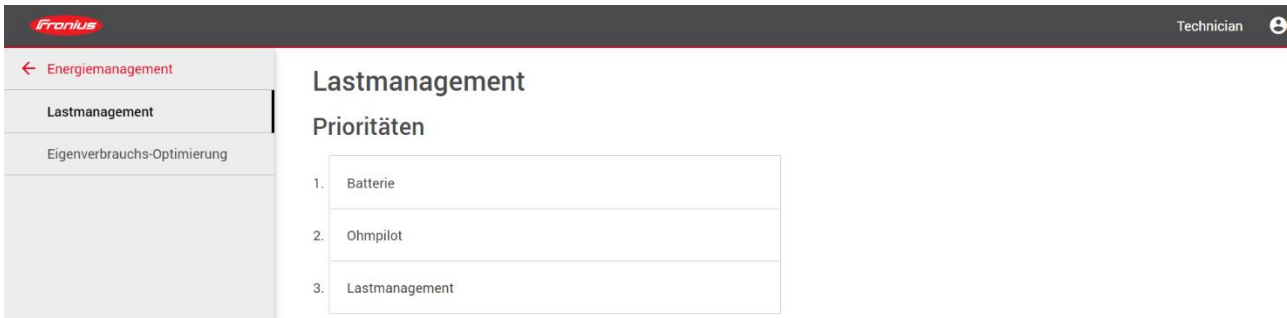 Fronius
Technician
Energiemanagement
Lastmanagement
Eigenverbrauchs-Optimierung
Lastmanagement
Prioritäten
1. Batterie
2. Ohmpilot
3. Lastmanagement